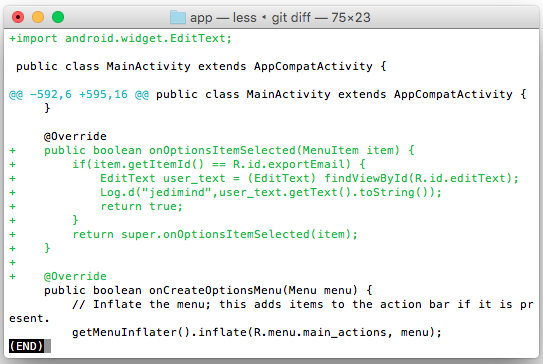 app — less • git diff — 75×23
+import android.widget.EditText;
 public class MainActivity extends AppCompatActivity {
@@ -592,6 +595,16 @@ public class MainActivity extends AppCompatActivity {
     }
     @Override
+    public boolean onOptionsItemSelected(MenuItem item) {
+        if(item.getItemId() == R.id.exportEmail) {
+            EditText user_text = (EditText) findViewById(R.id.editText);
+            Log.d("jedimind",user_text.getText().toString());
+            return true;
+        }
+        return super.onOptionsItemSelected(item);
+    }
+
+    @Override
     public boolean onCreateOptionsMenu(Menu menu) {
         // Inflate the menu; this adds items to the action bar if it is pr
esent.
         getMenuInflater().inflate(R.menu.main_actions, menu);
(END)